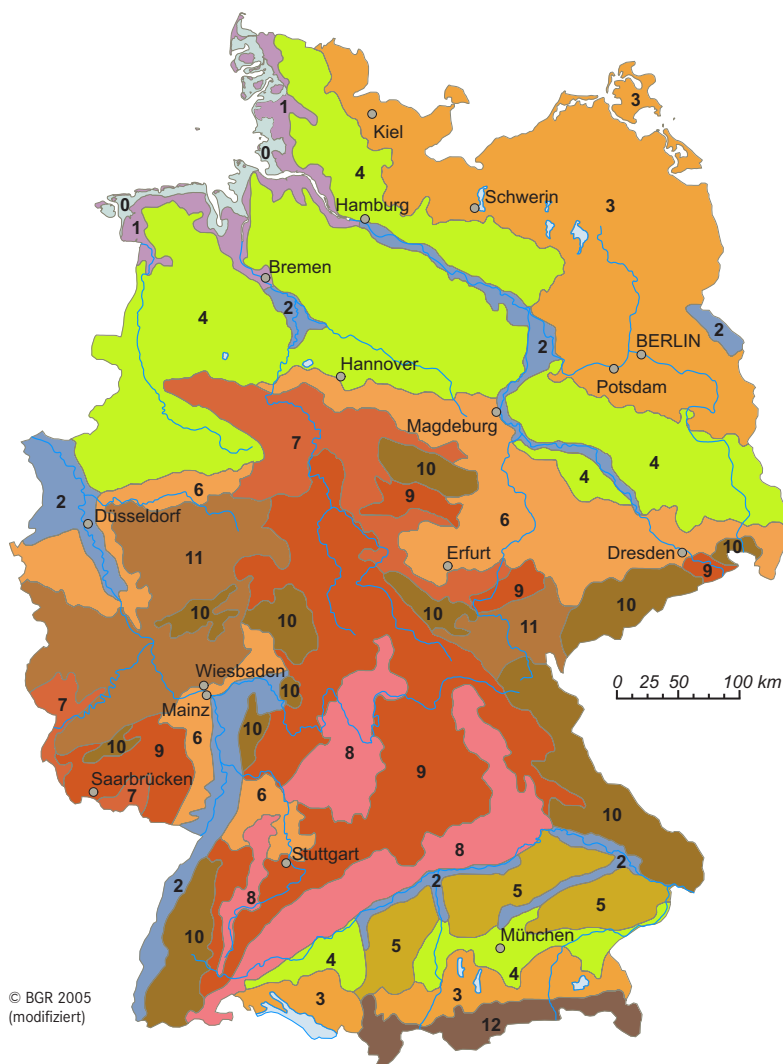 3
1
Kiel
0
4
Schwerin
0
3
Hamburg
1
Bremen
2
2
4
2
BERLIN
Hannover
Potsdam
Magdeburg
7
10
4
2
6
9
4
Düsseldorf
6
11
Erfurt
Dresden
10
9
10
10
10
9
10
11
Wiesbaden
10
0 25 50 100 km
7
Mainz
10
10
6
8
9
9
Saarbrücken
7
6
10
8
Stuttgart
2
2
2
8
5
5
10
München
5
4
4
3
3
3
12
© BGR 2005
(modifiziert)